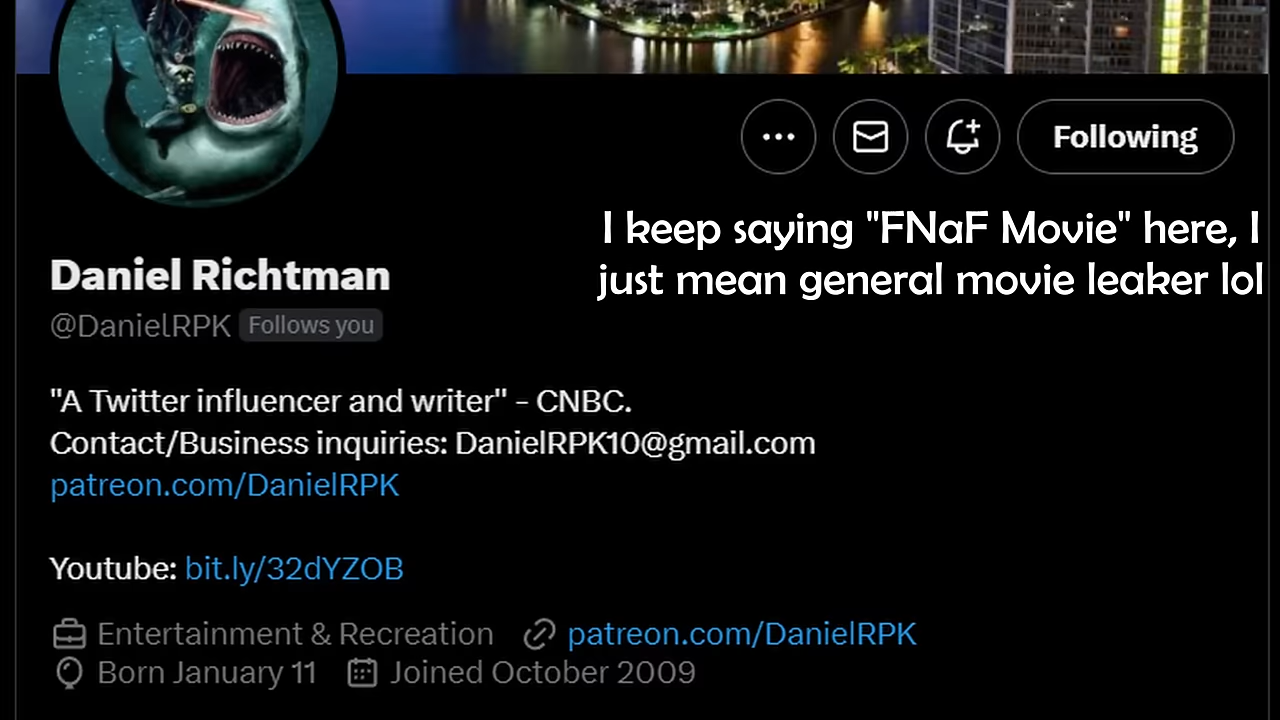 Following
I keep saying "FNaF Movie" here, I
just mean general movie leaker lol
Daniel Richtman
@DanielRPK Follows you
"A Twitter influencer and writer" - CNBC.
Contact/Business inquiries: DanielRPK10@gmail.com
patreon.com/DanielRPK
Youtube: bit.ly/32dYZOB
Entertainment & Recreation patreon.com/DanielRPK
Born January 11 Joined October 2009